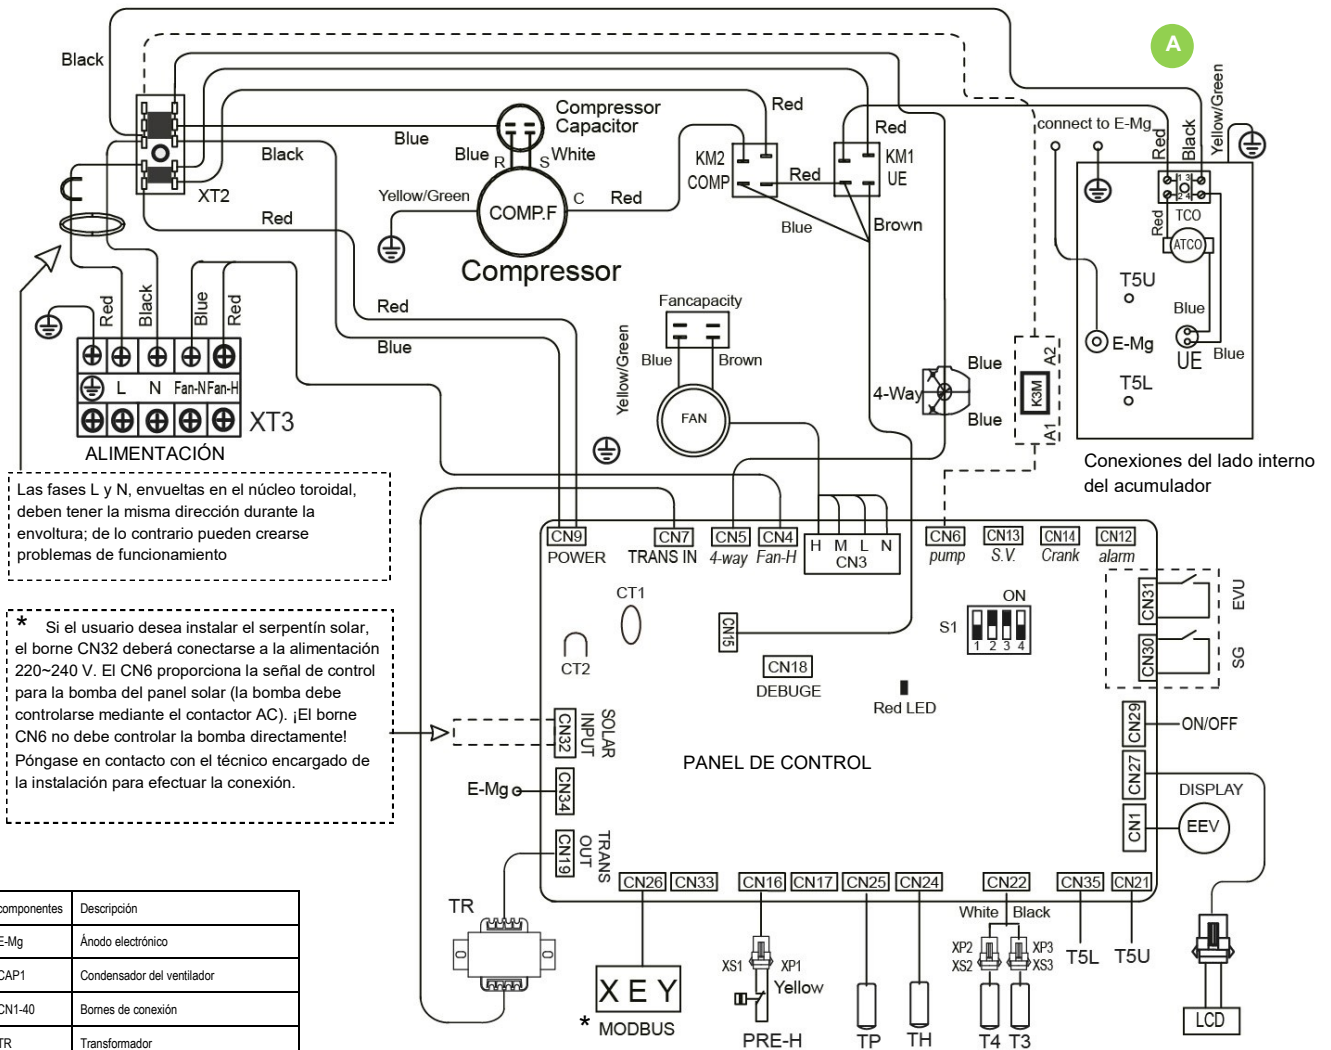 A
Black
Compressor
Capacitor
Red
Red
connect to E-Mg
Red
Black
Yellow/Green
Blue
Black
Blue
White
R
S
KM2
COMP
KM1
UE
Red
XT2
Yellow/Green
COMP.F
C
Red
Blue
Brown
Red
Compressor
1 3
2 4
TCO
Red
ATCO
T5U
Blue
E-Mg
UE
Blue
T5L
Red
Black
Blue
Red
Red
Blue
Fancapacity
Yellow/Green
Blue
Brown
FAN
4-Way
Blue
Blue
A2
K3M
A1
L
N
Fan-N
Fan-H
XT3
ALIMENTACIÓN
Conexiones del lado interno
del acumulador
Las fases L y N, envueltas en el núcleo toroidal,
deben tener la misma dirección durante la
envoltura; de lo contrario pueden crearse
problemas de funcionamiento
CN9
POWER
CN7
TRANS IN
CN5
4-way
CN4
Fan-H
H M L N
CN3
CN6
pump
CN13
S.V.
CN14
Crank
CN12
alarm
CT1
CT2
CN15
CN18
DEBUGE
S1
ON
1 2 3 4
Red LED
CN31
EVU
CN30
SG
* Si el usuario desea instalar el serpentín solar,
el borne CN32 deberá conectarse a la alimentación
220~240 V. El CN6 proporciona la señal de control
para la bomba del panel solar (la bomba debe
controlarse mediante el contactor AC). ¡El borne
CN6 no debe controlar la bomba directamente!
Póngase en contacto con el técnico encargado de
la instalación para efectuar la conexión.
CN32
SOLAR
INPUT
E-Mg
CN34
CN19
TRANS
OUT
PANEL DE CONTROL
CN29
ON/OFF
CN27
DISPLAY
CN1
EEV
CN26
CN33
CN16
CN17
CN25
CN24
CN22
CN35
CN21
TR
White
Black
XP2
XS2
XP3
XS3
T5L
T5U
XS1
XP1
Yellow
X E Y
* MODBUS
PRE-H
TP
TH
T4
T3
LCD
componentes
Descripción
E-Mg
Ánodo electrónico
CAP1
Condensador del ventilador
CN1-40
Bornes de conexión
TR
Transformador